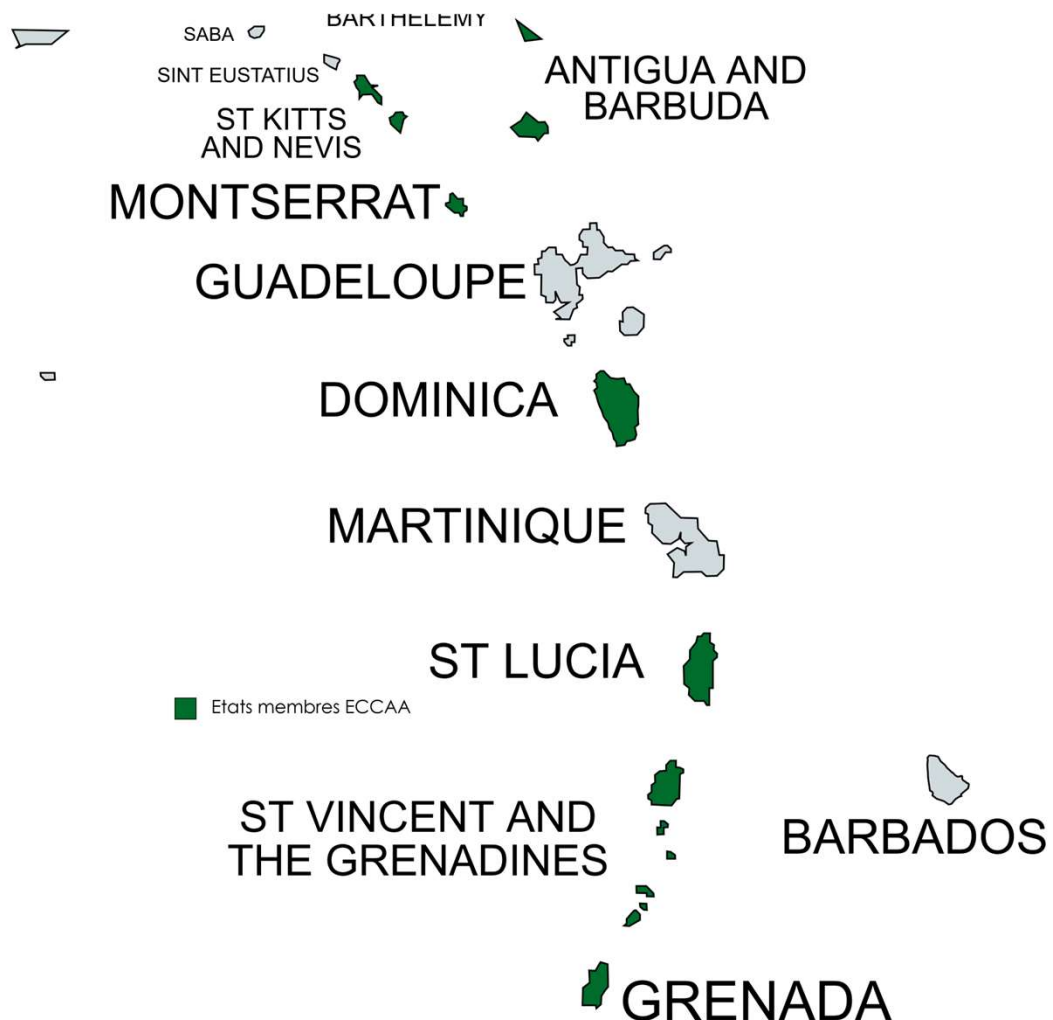 BARTHELEMY
SABA
SINT EUSTATIUS
ANTIGUA AND
BARBUDA
ST KITTS
AND NEVIS
MONTSERRAT
GUADELOUPE
DOMINICA
MARTINIQUE
ST LUCIA
Etats membres ECCAA
ST VINCENT AND
THE GRENADINES
BARBADOS
GRENADA